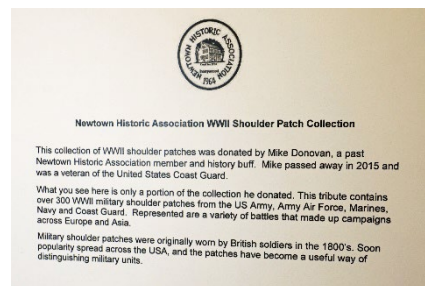 NEWTOWN HISTORIC ASSOCIATION
1964
Newtown Historic Association WWII Shoulder Patch Collection
This collection of WWII shoulder patches was donated by Mike Donovan, a past
Newtown Historic Association member and history buff. Mike passed away in 2015 and
was a veteran of the United States Coast Guard.
What you see here is only a portion of the collection he donated. This tribute contains
over 300 WWII military shoulder patches from the US Army, Army Air Force, Marines,
Navy and Coast Guard. Represented are a variety of battles that made up campaigns
across Europe and Asia.
Military shoulder patches were originally worn by British soldiers in the 1800's. Soon
popularity spread across the USA, and the patches have become a useful way of
distinguishing military units.